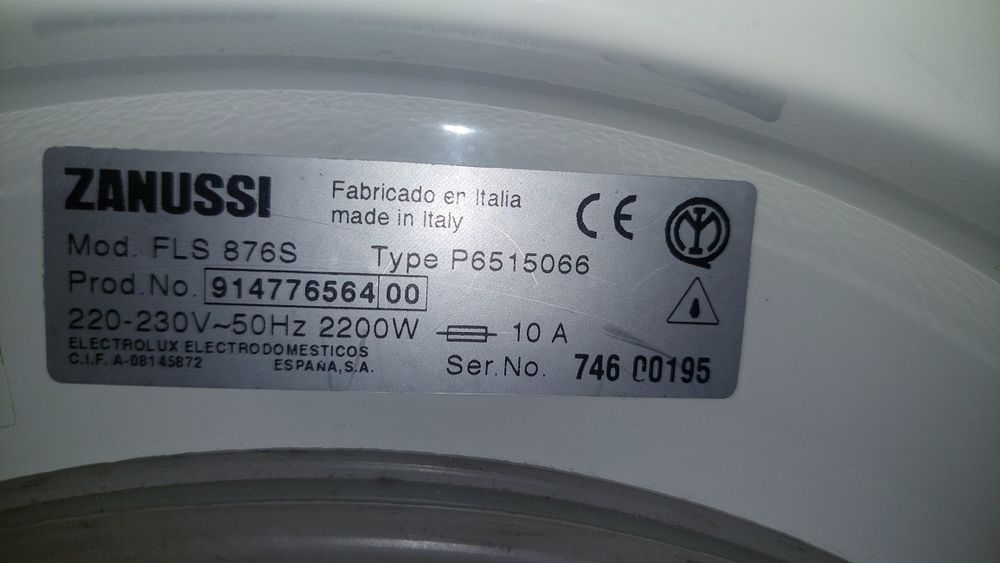 ZANUSSI
Fabricado en Italia
made in Italy
CE
Mod. FLS 876S Type P6515066
Prod.No. 914776564 00
220-230V~50Hz 2200W 10 A
ELECTROLUX ELECTRODOMESTICOS
C.I.F. A-08145872 ESPAÑA, S.A.
Ser.No. 746 00195